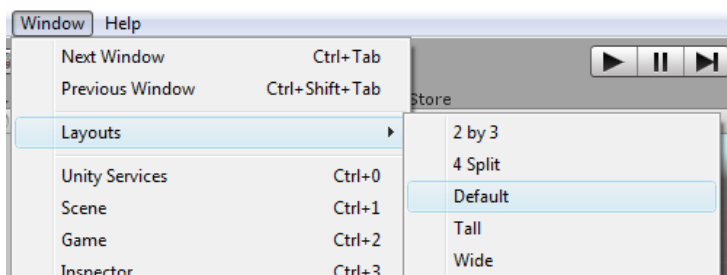 Window Help
Next Window Ctrl+Tab
Previous Window Ctrl+Shift+Tab
Store
Layouts
2 by 3
4 Split
Default
Tall
Wide
Unity Services Ctrl+0
Scene Ctrl+1
Game Ctrl+2
Inspector Ctrl+3